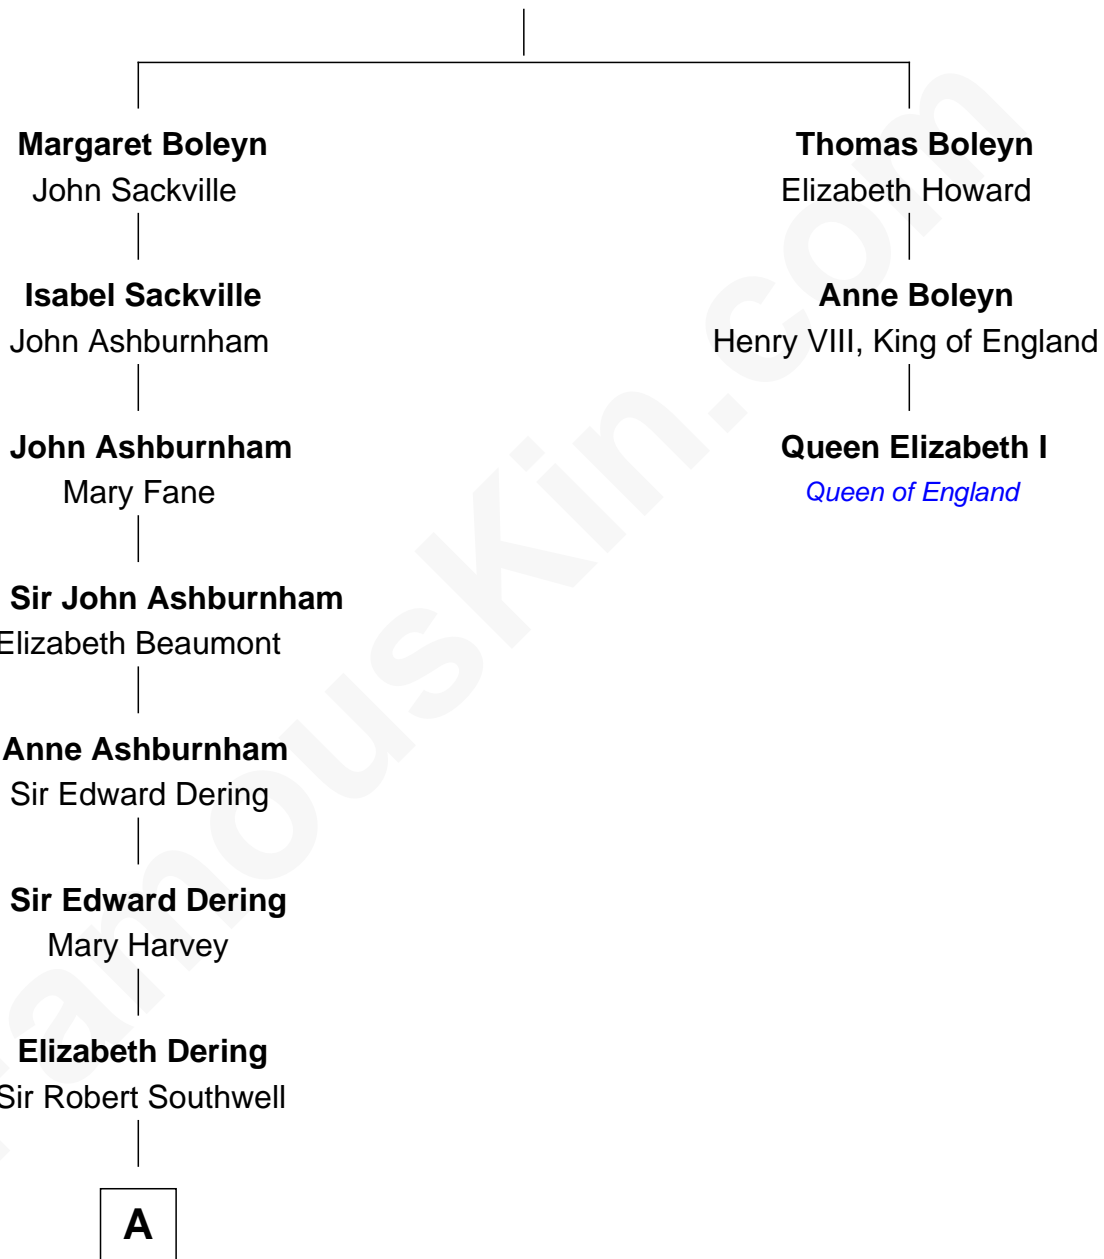 Margaret Boleyn
John Sackville
Thomas Boleyn
Elizabeth Howard
Isabel Sackville
John Ashburnham
Anne Boleyn
Henry VIII, King of England
John Ashburnham
Mary Fane
Queen Elizabeth I
Queen of England
Sir John Ashburnham
Elizabeth Beaumont
Anne Ashburnham
Sir Edward Dering
Sir Edward Dering
Mary Harvey
Elizabeth Dering
Sir Robert Southwell
A
FamousKin.com